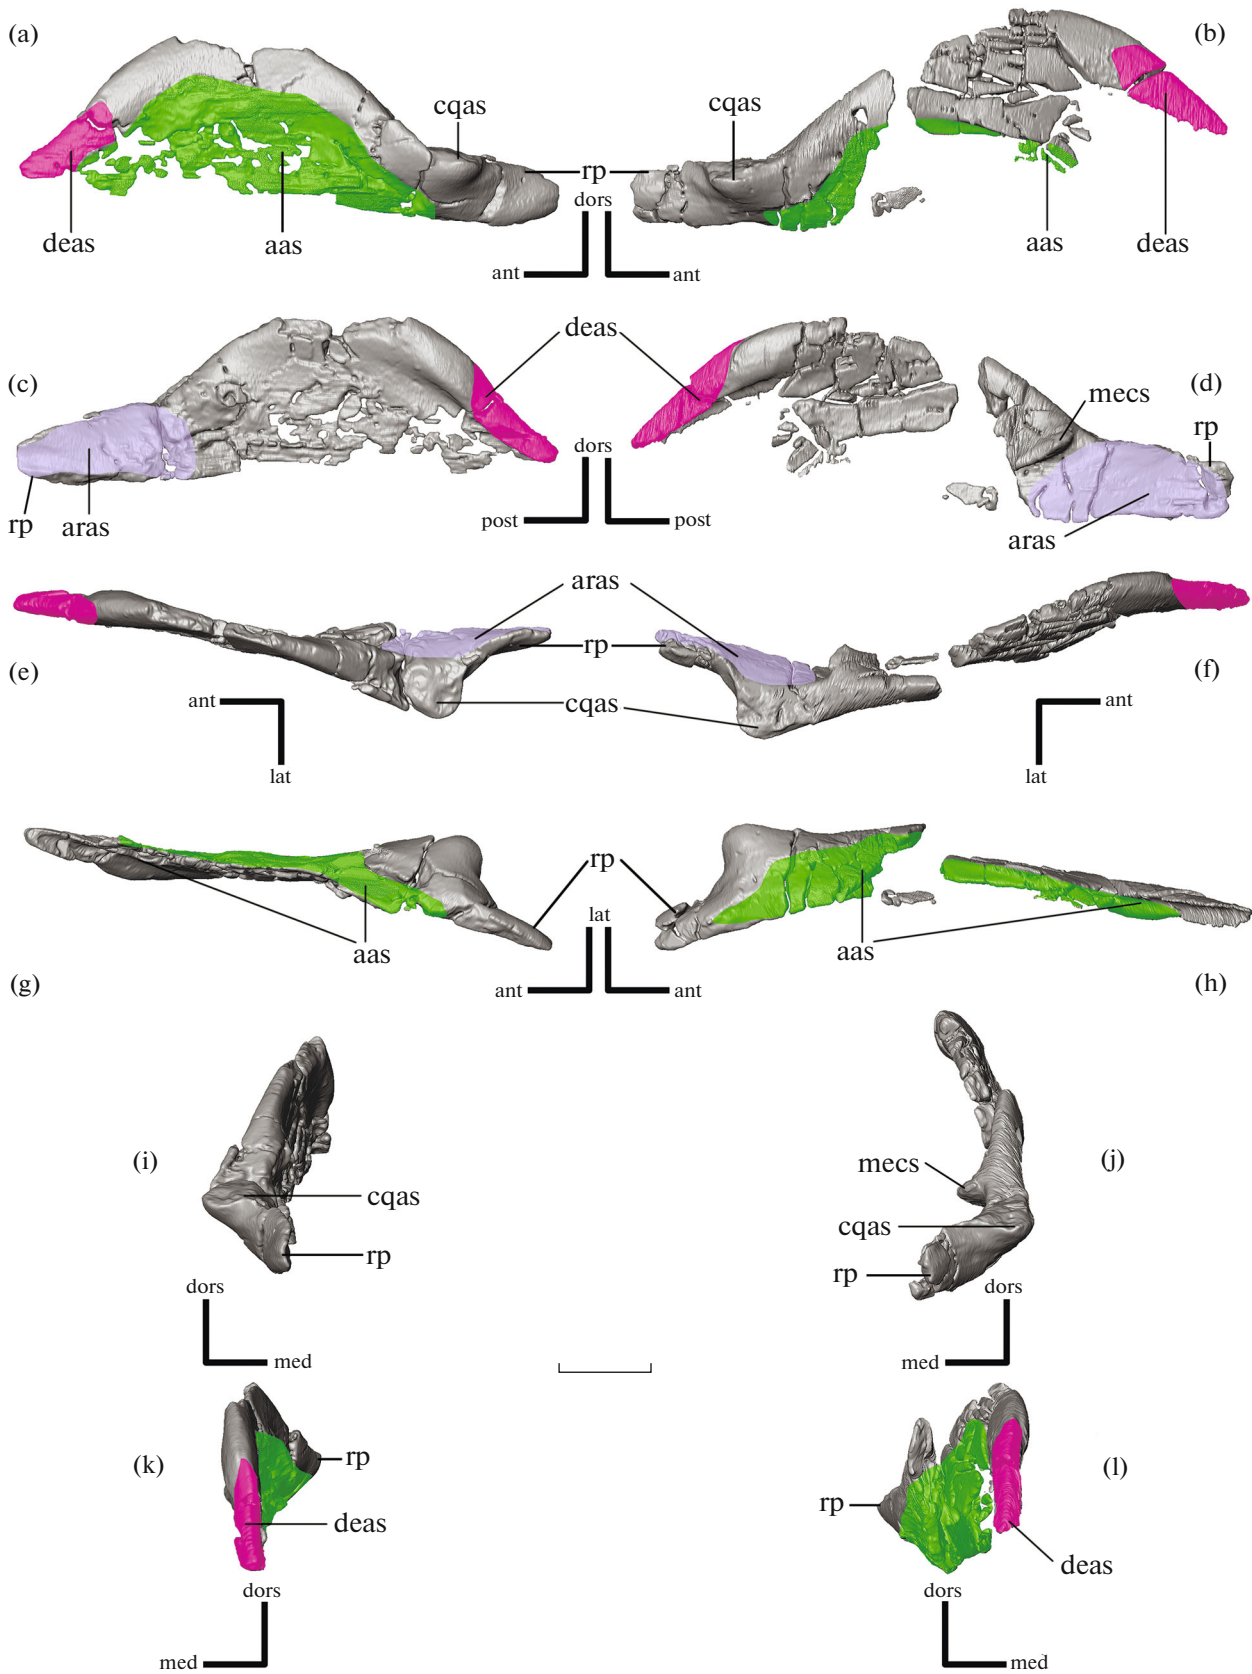 (a)
(b)
cqas
cqas
rp
dors
deas
aas
aas
deas
ant
ant
deas
(c)
(d)
mecs
rp
dors
rp
aras
post
post
aras
aras
rp
(e)
(f)
cqas
ant
ant
lat
lat
rp
lat
aas
aas
(g)
ant
ant
(h)
(i)
(j)
mecs
cqas
cqas
rp
rp
dors
dors
med
med
(k)
rp
(l)
rp
deas
deas
dors
dors
med
med